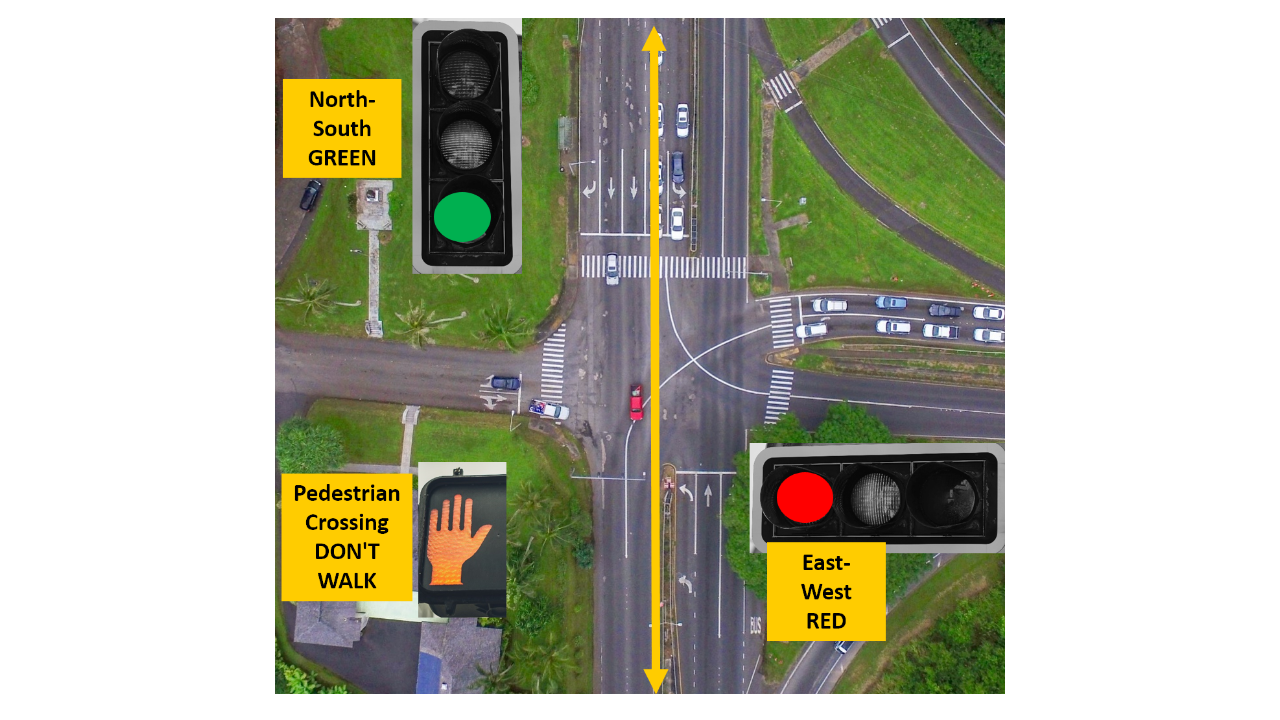 North-
South
GREEN
Pedestrian
Crossing
DON'T
WALK
East-
West
RED
BUS